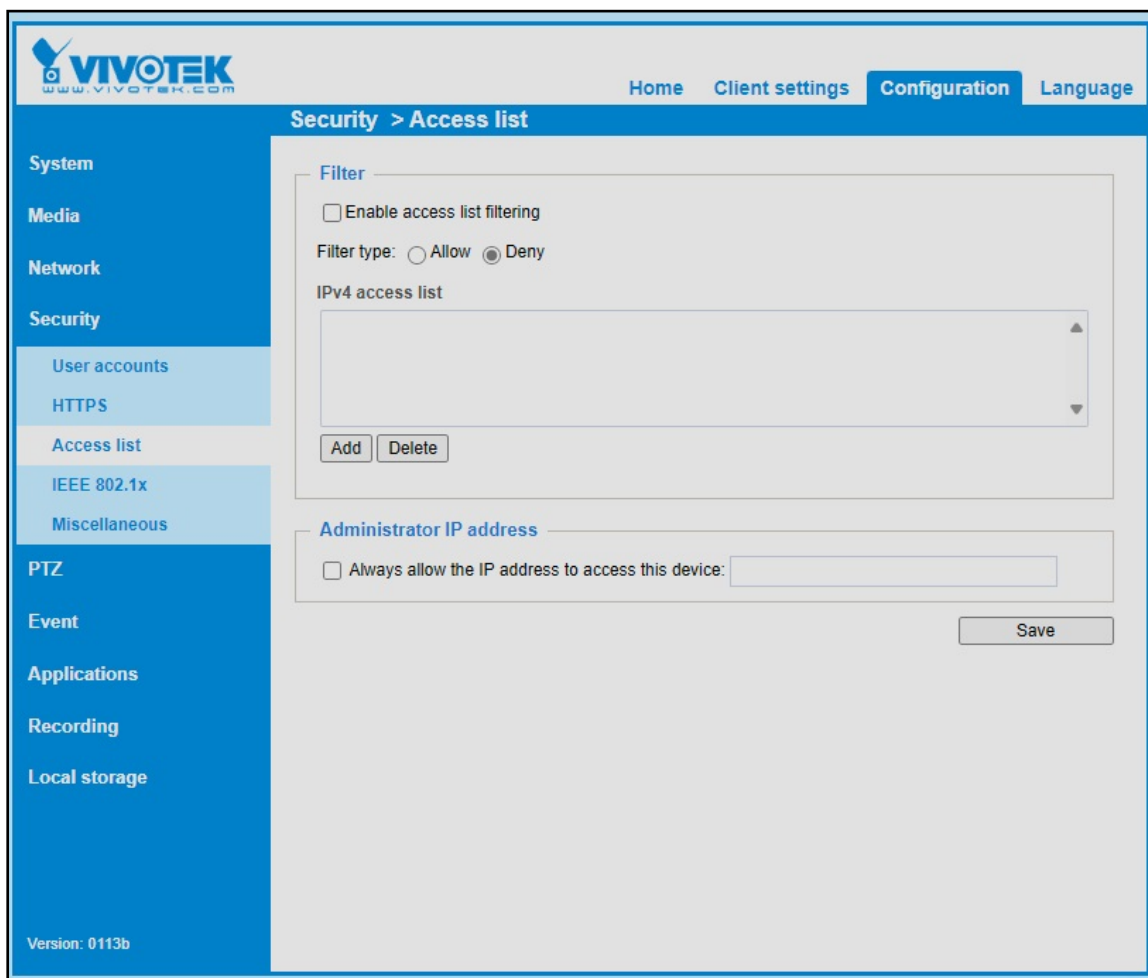 VIVOTEK
www.vivotek.com
Home Client settings Configuration Language
Security > Access list
System
Media
Network
Security
User accounts
HTTPS
Access list
IEEE 802.1x
Miscellaneous
PTZ
Event
Applications
Recording
Local storage
Version: 0113b
Filter
Enable access list filtering
Filter type: Allow Deny
IPv4 access list
Add Delete
Administrator IP address
Always allow the IP address to access this device:
Save